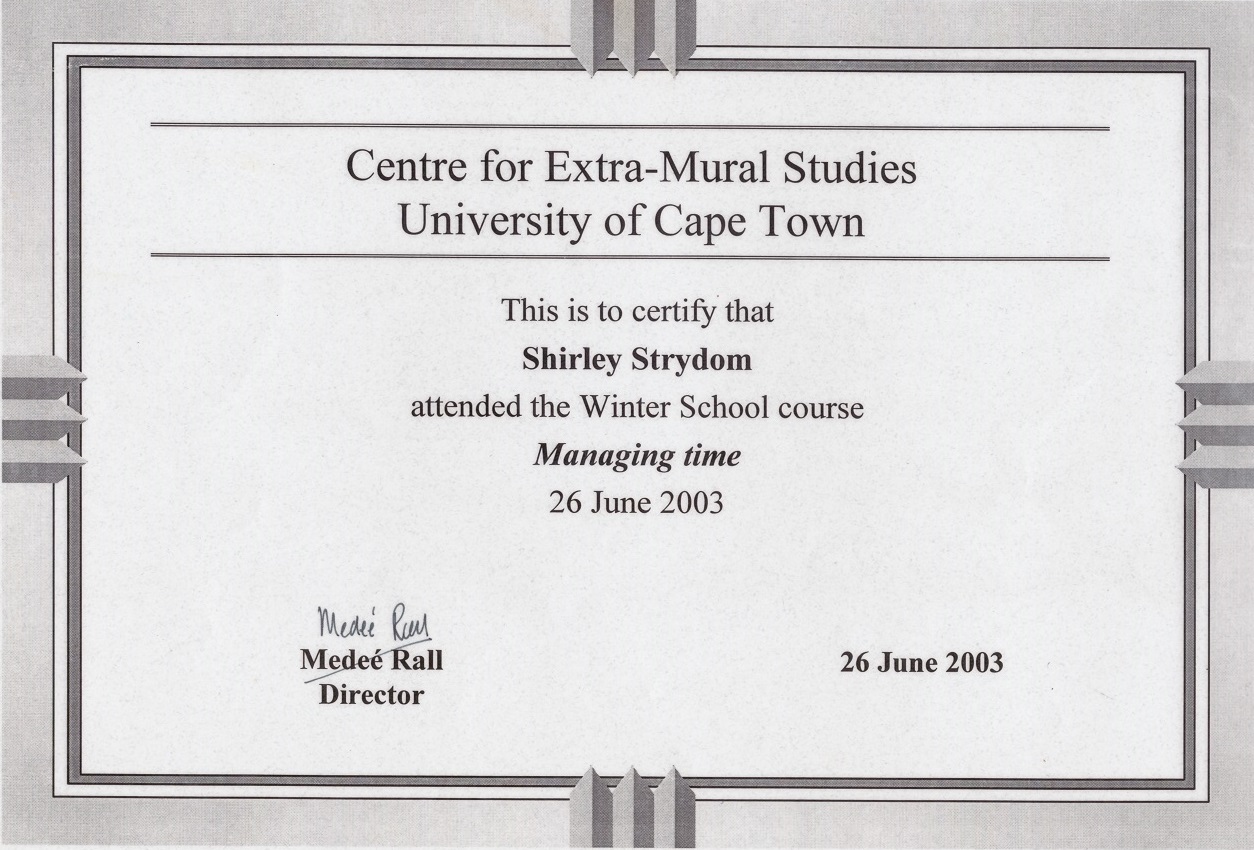 Centre for Extra-Mural Studies
University of Cape Town
This is to certify that
Shirley Strydom
attended the Winter School course
Managing time
26 June 2003
Medeé Rall
Medeé Rall
Director
26 June 2003